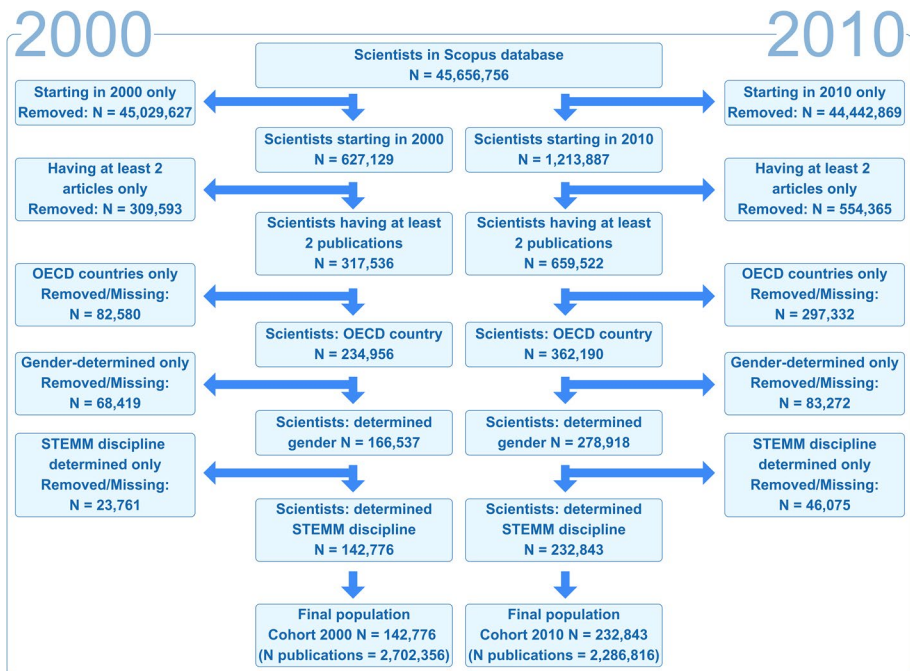 2000
2010
Scientists in Scopus database
N = 45,656,756
Starting in 2000 only
Removed: N = 45,029,627
Starting in 2010 only
Removed: N = 44,442,869
Scientists starting in 2000
N = 627,129
Scientists starting in 2010
N = 1,213,887
Having at least 2
articles only
Removed: N = 309,593
Having at least 2
articles only
Removed: N = 554,365
Scientists having at least
2 publications
N = 317,536
Scientists having at least
2 publications
N = 659,522
OECD countries only
Removed/Missing:
N = 82,580
OECD countries only
Removed/Missing:
N = 297,332
Scientists: OECD country
N = 234,956
Scientists: OECD country
N = 362,190
Gender-determined only
Removed/Missing:
N = 68,419
Gender-determined only
Removed/Missing:
N = 83,272
Scientists: determined
gender N = 166,537
Scientists: determined
gender N = 278,918
STEMM discipline
determined only
Removed/Missing:
N = 23,761
STEMM discipline
determined only
Removed/Missing:
N = 46,075
Scientists: determined
STEMM discipline
N = 142,776
Scientists: determined
STEMM discipline
N = 232,843
Final population
Cohort 2000 N = 142,776
(N publications = 2,702,356)
Final population
Cohort 2010 N = 232,843
(N publications = 2,286,816)